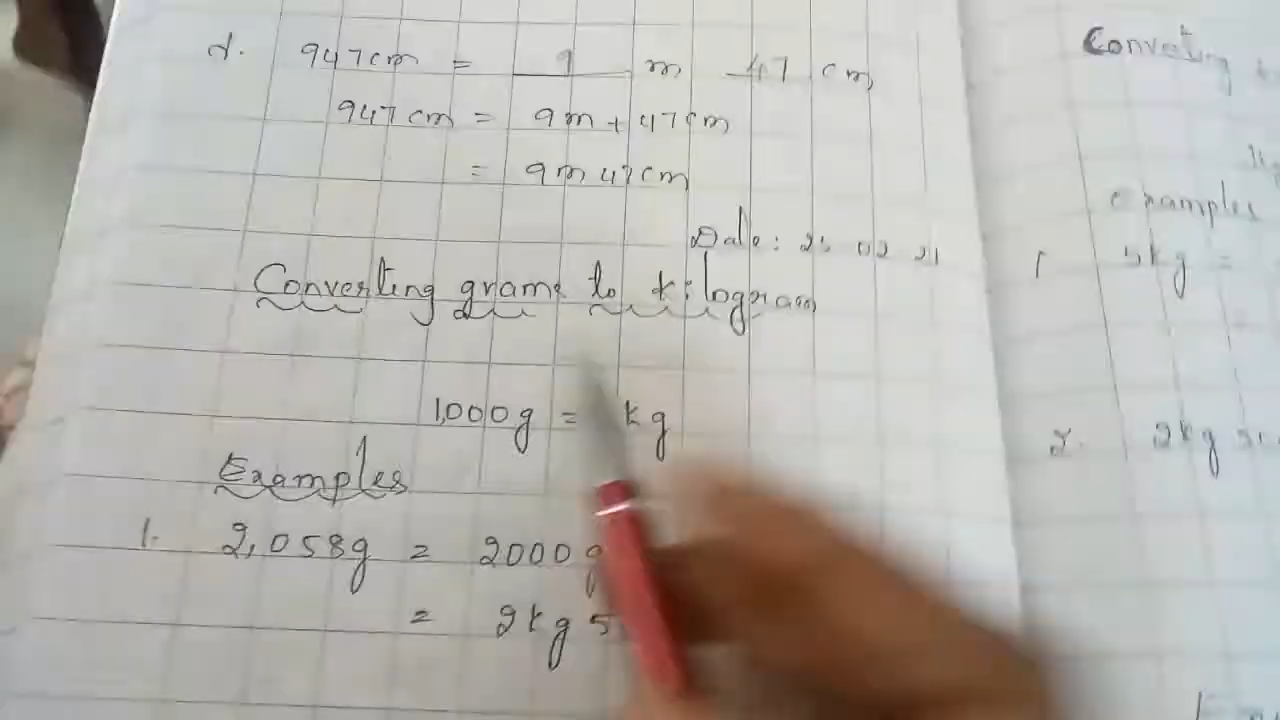 947cm = 9 m 47 cm
947cm = 9m + 47cm
= 9m 47cm
Date: 02 21
Converting grams to kilogram
1,000g = kg
Examples
1. 2,058g = 2000g
= 2kg 5
Converting
examples
1 5kg =
2. 2kg